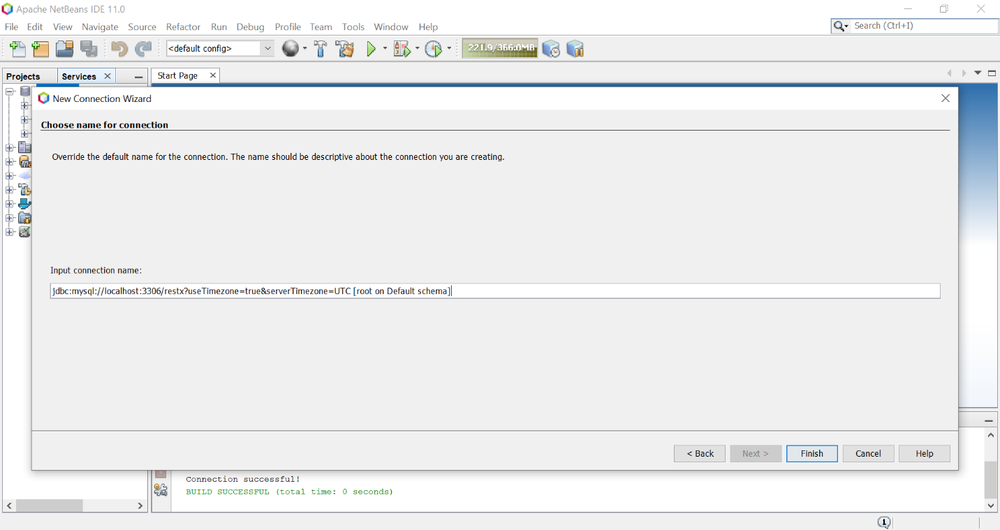 Apache NetBeans IDE 11.0
File Edit View Navigate Source Refactor Run Debug Profile Team Tools Window Help
Search (Ctrl+I)
<default config>
221.9/366.0MB
Projects Services
Start Page
New Connection Wizard
Choose name for connection
Override the default name for the connection. The name should be descriptive about the connection you are creating.
Input connection name:
jdbc:mysql://localhost:3306/restx?useTimezone=true&serverTimezone=UTC [root on Default schema]
< Back Next > Finish Cancel Help
Connection successful!
BUILD SUCCESSFUL (total time: 0 seconds)
1